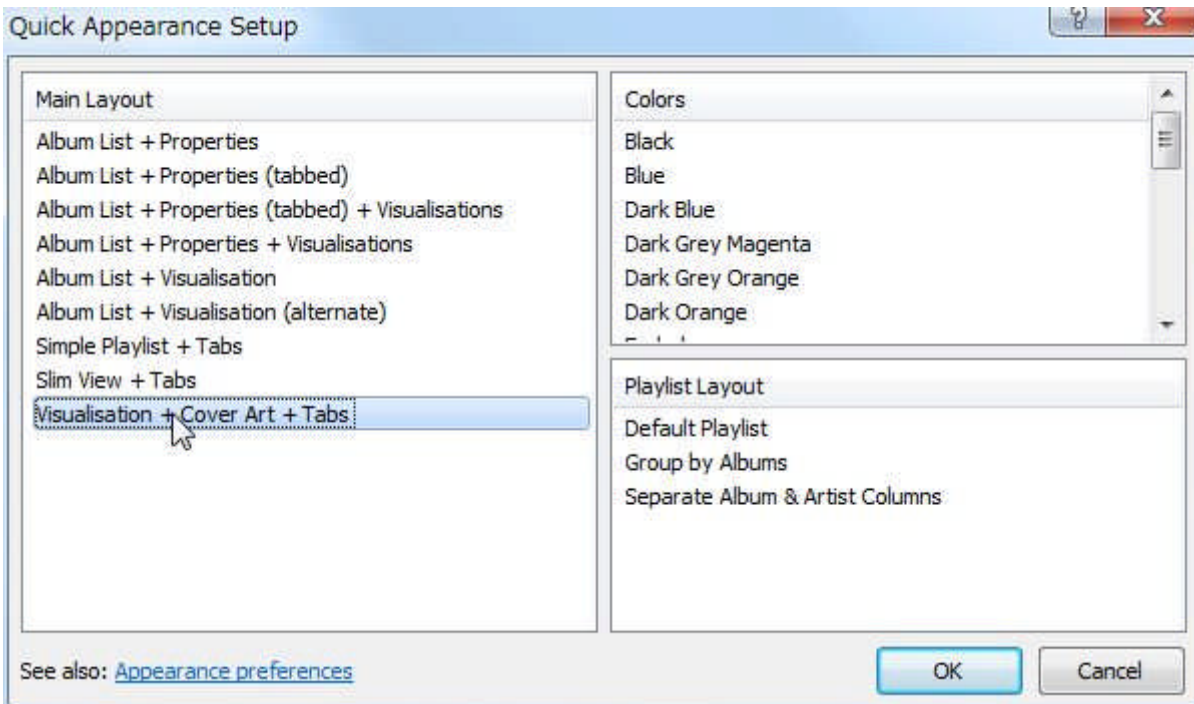 Quick Appearance Setup
Main Layout
Album List + Properties
Album List + Properties (tabbed)
Album List + Properties (tabbed) + Visualisations
Album List + Properties + Visualisations
Album List + Visualisation
Album List + Visualisation (alternate)
Simple Playlist + Tabs
Slim View + Tabs
Visualisation + Cover Art + Tabs
Colors
Black
Blue
Dark Blue
Dark Grey Magenta
Dark Grey Orange
Dark Orange
Playlist Layout
Default Playlist
Group by Albums
Separate Album & Artist Columns
See also: Appearance preferences
OK
Cancel